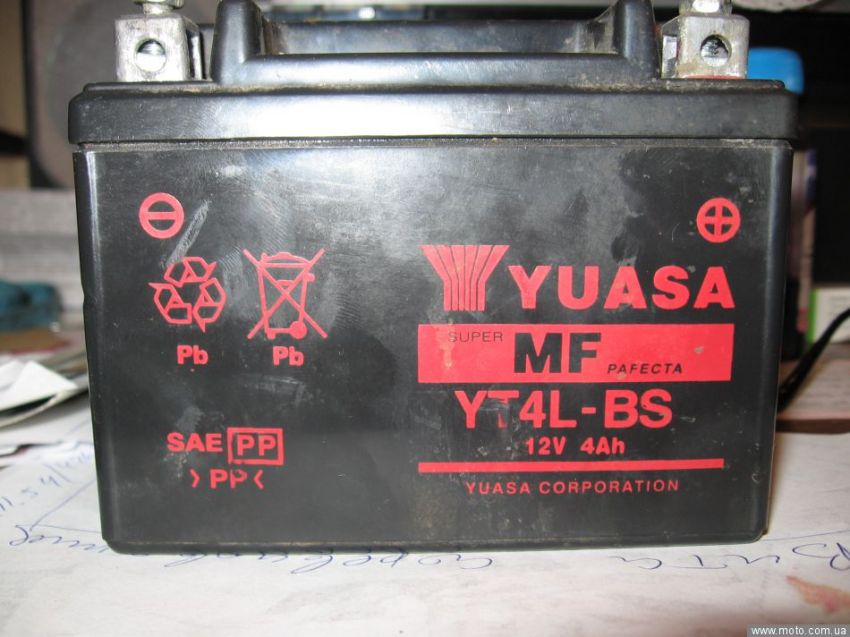 YUASA
SUPER MF PAFECTA
YT4L-BS
12V 4Ah
YUASA CORPORATION
Pb Pb
SAE PP
>PP<
www.moto.com.ua